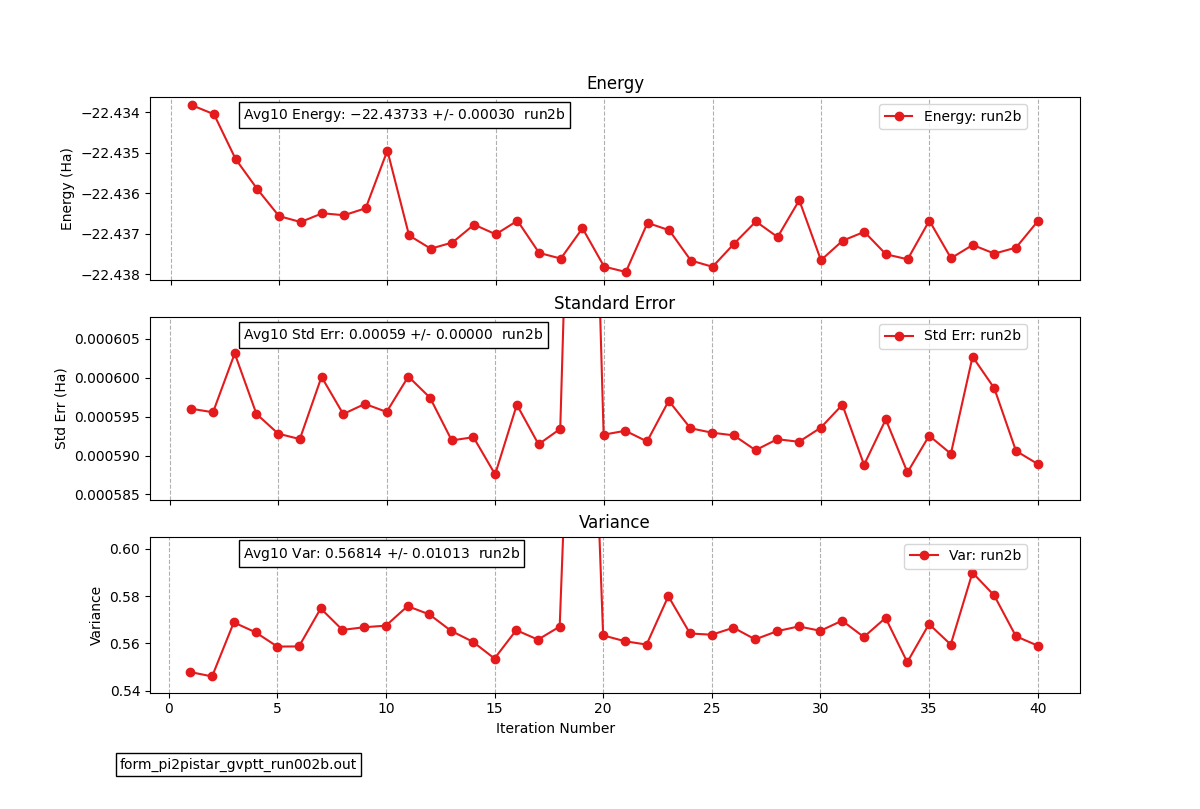 Energy
Avg10 Energy: −22.43733 +/- 0.00030 run2b
Energy: run2b
−22.434
−22.435
−22.436
−22.437
−22.438
Energy (Ha)
Standard Error
Avg10 Std Err: 0.00059 +/- 0.00000 run2b
Std Err: run2b
0.000605
0.000600
0.000595
0.000590
0.000585
Std Err (Ha)
Variance
Avg10 Var: 0.56814 +/- 0.01013 run2b
Var: run2b
0.60
0.58
0.56
0.54
Variance
0 5 10 15 20 25 30 35 40
Iteration Number
form_pi2pistar_gvptt_run002b.out